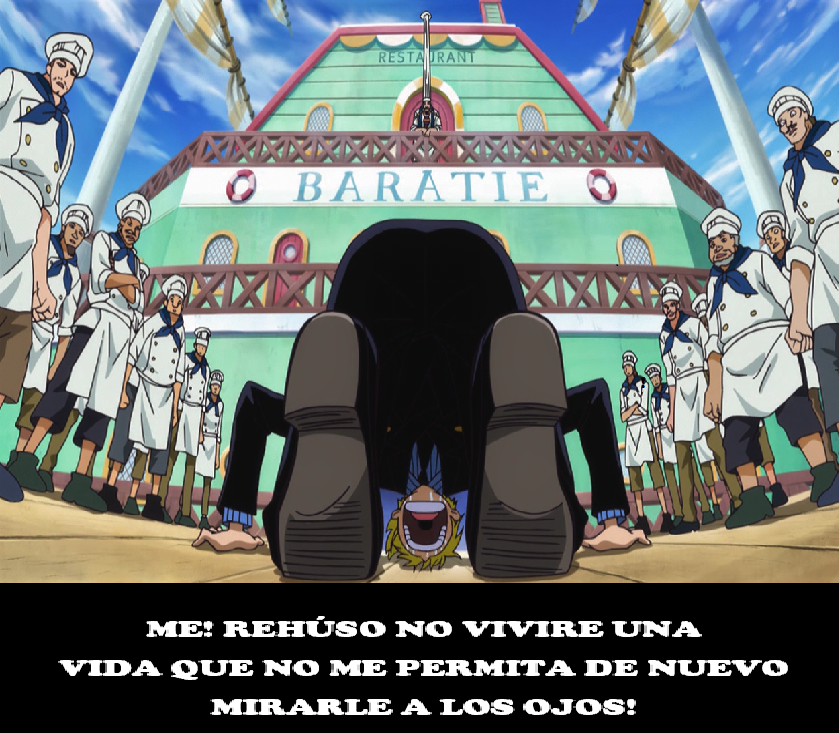 RESTAURANT
BARATIE
ME! REHÚSO NO VIVIRE UNA
VIDA QUE NO ME PERMITA DE NUEVO
MIRARLE A LOS OJOS!